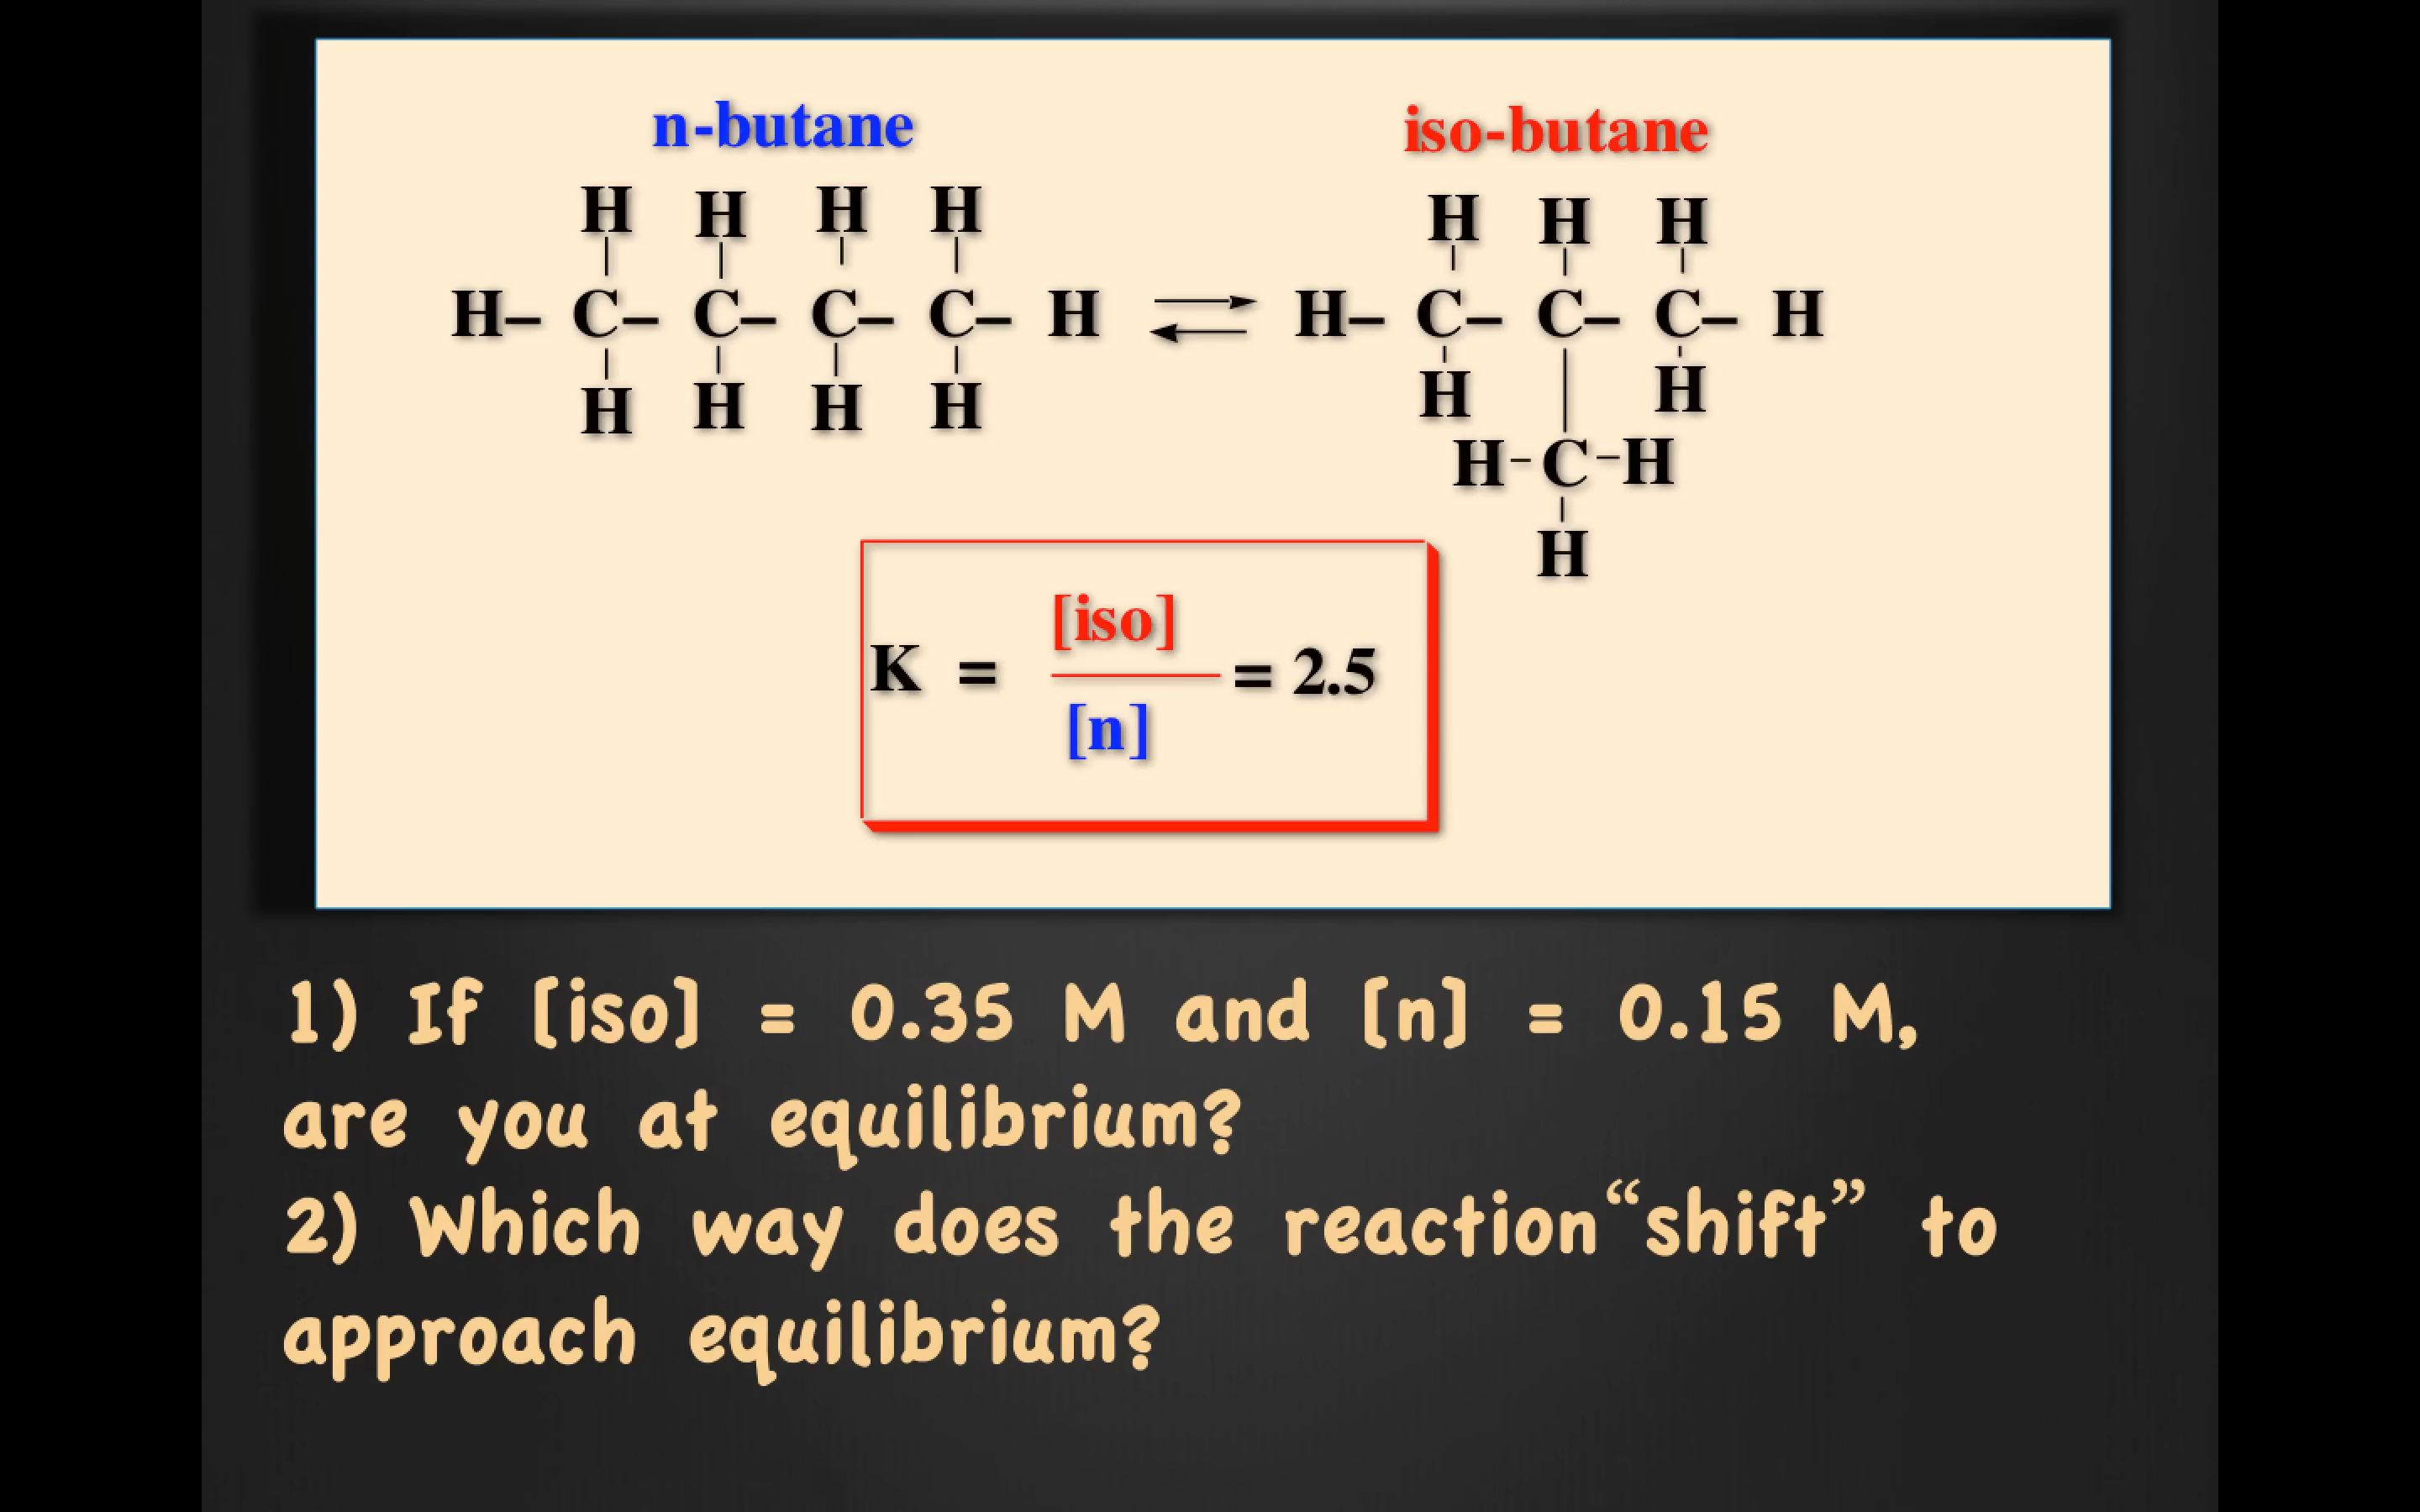 n-butane iso-butane
H H H H H H H
H– C– C– C– C– H ⇌ H– C– C– C– H
H H H H H H
H–C–H
H
[iso]
K = = 2.5
[n]
1) If [iso] = 0.35 M and [n] = 0.15 M,
are you at equilibrium?
2) Which way does the reaction“shift” to
approach equilibrium?